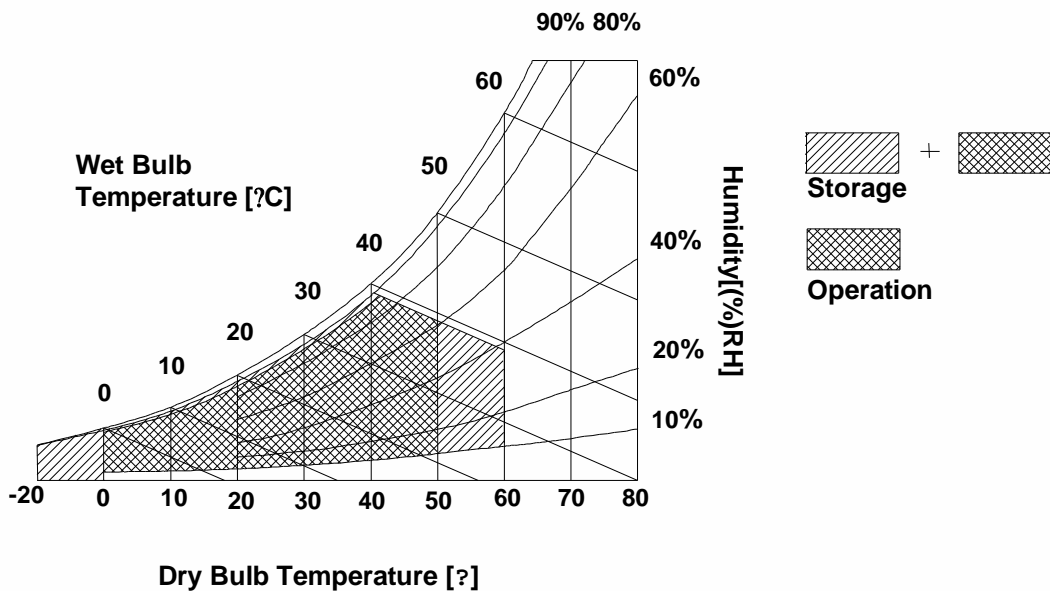 90% 80%
60
60%
Wet Bulb
Temperature [?C]
50
40
40%
30
20
20%
10
0
10%
Humidity[(%)RH]
-20 0 10 20 30 40 50 60 70 80
Dry Bulb Temperature [?]
+
Storage
Operation